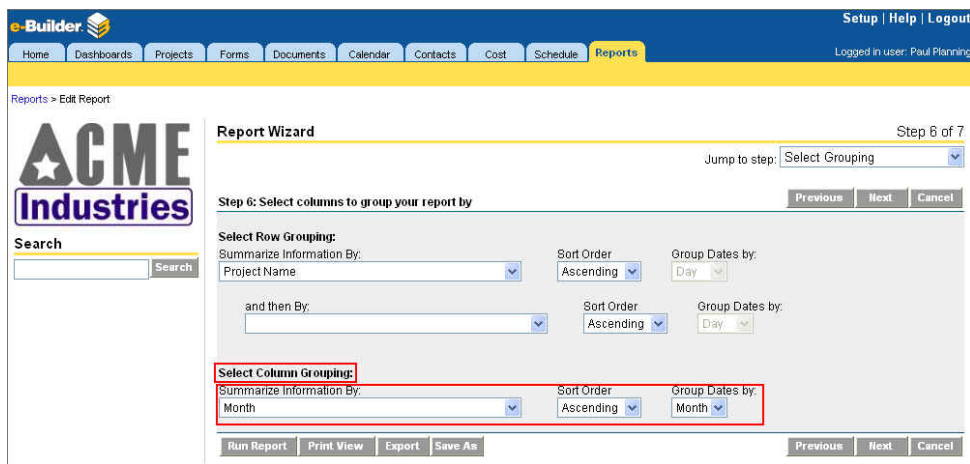 e-Builder.
Setup | Help | Logout
Home Dashboards Projects Forms Documents Calendar Contacts Cost Schedule Reports
Logged in user: Paul Planning
Reports > Edit Report
ACME
Industries
Search
Search
Report Wizard
Step 6 of 7
Jump to step: Select Grouping
Step 6: Select columns to group your report by
Previous Next Cancel
Select Row Grouping:
Summarize Information By: Sort Order Group Dates by:
Project Name Ascending Day
and then By: Sort Order Group Dates by:
Ascending Day
Select Column Grouping:
Summarize Information By: Sort Order Group Dates by:
Month Ascending Month
Run Report Print View Export Save As
Previous Next Cancel